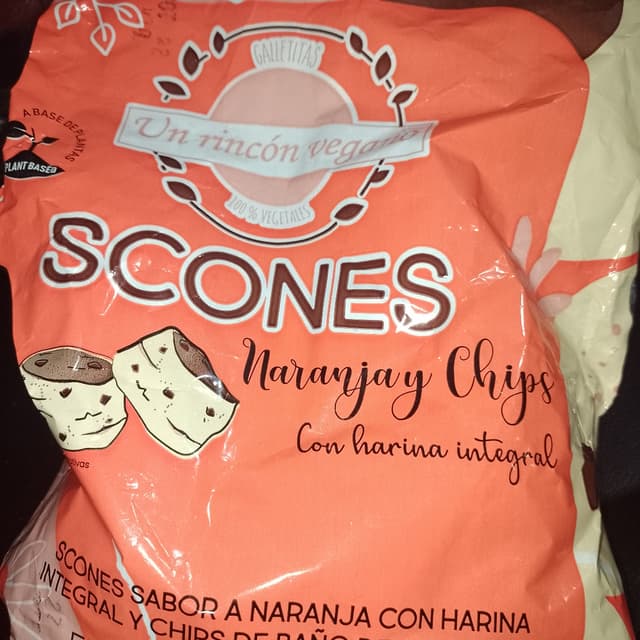 GALLETITAS
Un rincón vegano
100% VEGETALES
A BASE DE PLANTAS
PLANT BASED
SCONES
Naranja y Chips
Con harina integral
SCONES SABOR A NARANJA CON HARINA
INTEGRAL Y CHIPS DE BAÑO